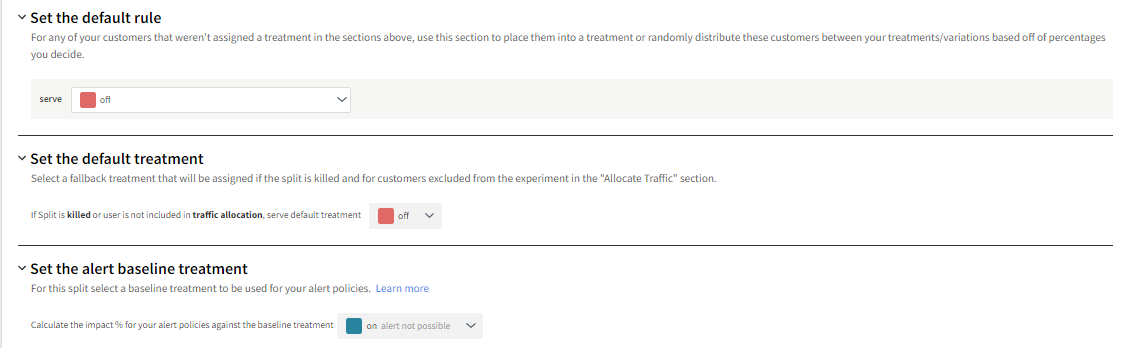 Set the default rule
For any of your customers that weren't assigned a treatment in the sections above, use this section to place them into a treatment or randomly distribute these customers between your treatments/variations based off of percentages
you decide.
serve off
Set the default treatment
Select a fallback treatment that will be assigned if the split is killed and for customers excluded from the experiment in the "Allocate Traffic" section.
If Split is killed or user is not included in traffic allocation, serve default treatment off
Set the alert baseline treatment
For this split select a baseline treatment to be used for your alert policies. Learn more
Calculate the impact % for your alert policies against the baseline treatment on alert not possible